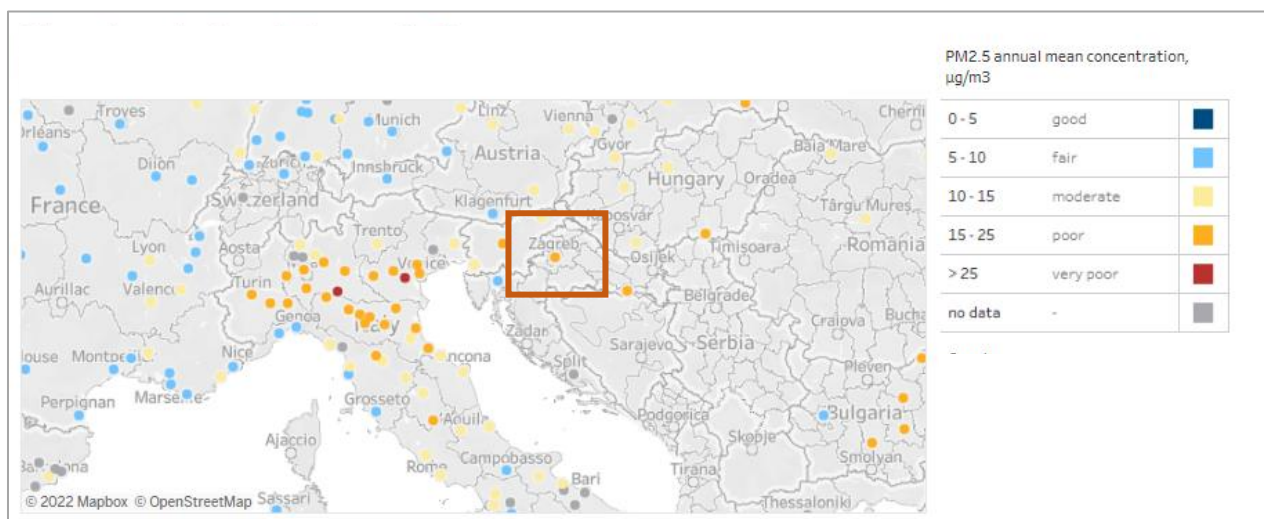 PM2.5 annual mean concentration,
µg/m3
0 - 5 good
5 - 10 fair
10 - 15 moderate
15 - 25 poor
> 25 very poor
no data -
Troyes
Munich
Linz
Vienna
Orléans
Győr
Baia Mare
Dijon
Zurich
Innsbruck
Austria
Hungary
Oradea
France
Switzerland
Klagenfurt
Kaposvár
Târgu Mureș
Lyon
Aosta
Trento
Venice
Zagreb
Osijek
Timișoara
Romania
Aurillac
Valence
Turin
Genoa
Italy
Belgrade
Craiova
Zadar
Sarajevo
Serbia
Nice
Ancona
Split
Pleven
Perpignan
Marseille
Grosseto
Podgorica
Bulgaria
Ajaccio
Rome
Campobasso
Skopje
Smolyan
Bari
Tirana
Sassari
Thessaloniki
© 2022 Mapbox © OpenStreetMap